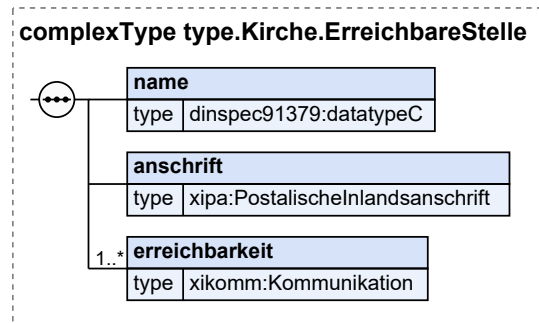 complexType type.Kirche.ErreichbareStelle
name
type dinspec91379:datatypeC
anschrift
type xipa:PostalischeInlandsanschrift
1..* erreichbarkeit
type xikomm:Kommunikation